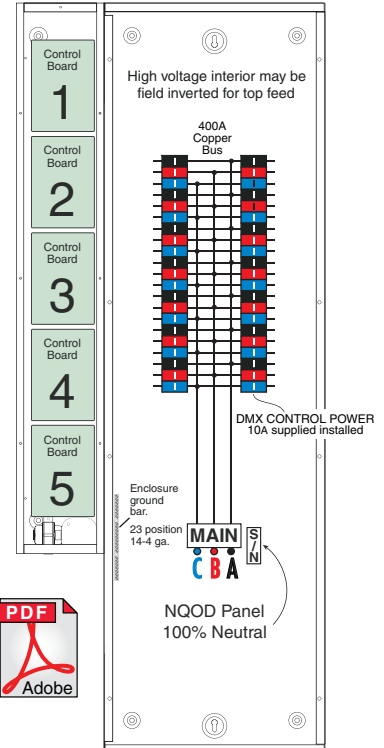 Control
Board
1
Control
Board
2
Control
Board
3
Control
Board
4
Control
Board
5
High voltage interior may be
field inverted for top feed
400A
Copper
Bus
DMX CONTROL POWER
10A supplied installed
Enclosure
ground
bar.
23 position
14-4 ga.
MAIN
S/N
C B A
NQOD Panel
100% Neutral
PDF
Adobe